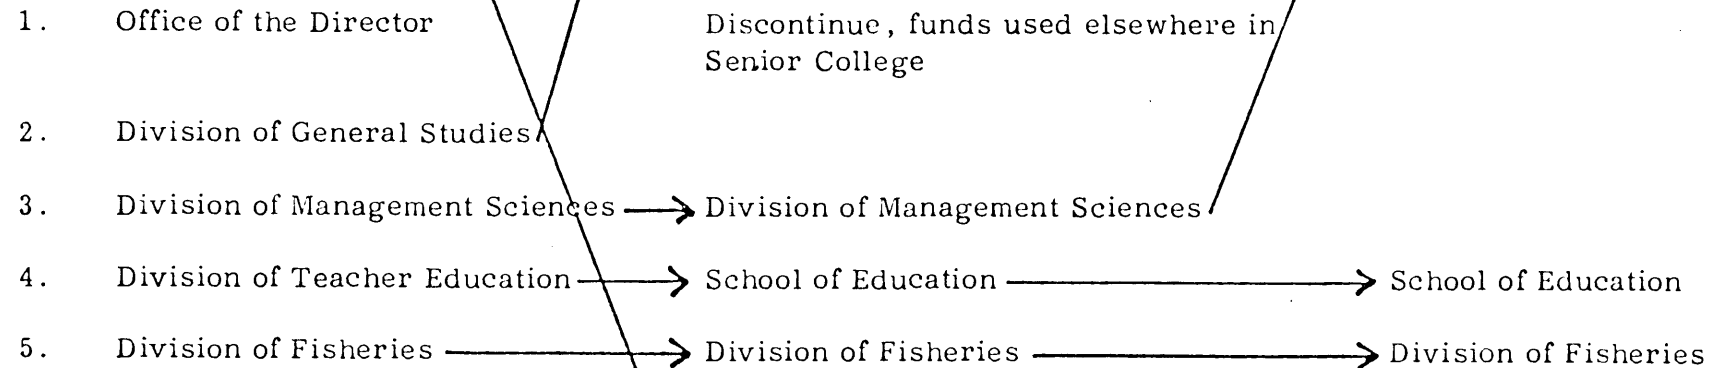 1. Office of the Director Discontinue, funds used elsewhere in
Senior College
2. Division of General Studies
3. Division of Management Sciences Division of Management Sciences
4. Division of Teacher Education School of Education School of Education
5. Division of Fisheries Division of Fisheries Division of Fisheries